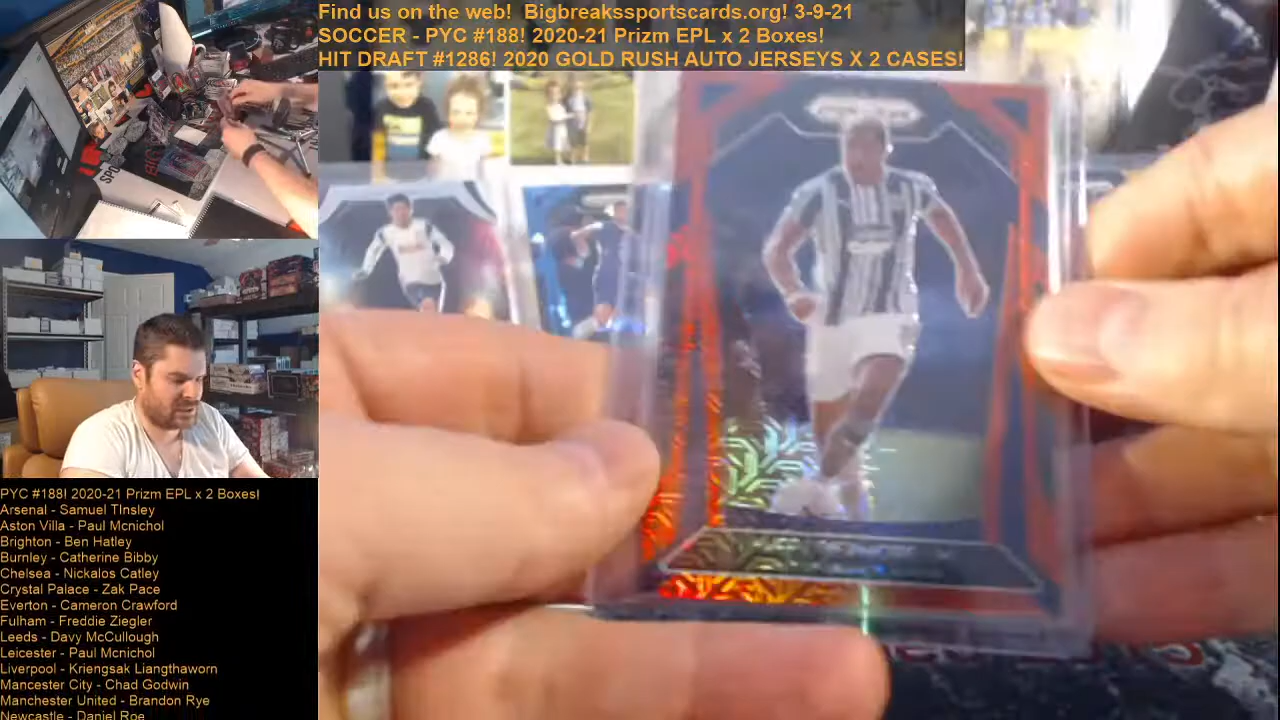 Find us on the web! Bigbreakssportscards.org! 3-9-21
SOCCER - PYC #188! 2020-21 Prizm EPL x 2 Boxes!
HIT DRAFT #1286! 2020 GOLD RUSH AUTO JERSEYS X 2 CASES!
PYC #188! 2020-21 Prizm EPL x 2 Boxes!
Arsenal - Samuel TInsley
Aston Villa - Paul Mcnichol
Brighton - Ben Hatley
Burnley - Catherine Bibby
Chelsea - Nickalos Catley
Crystal Palace - Zak Pace
Everton - Cameron Crawford
Fulham - Freddie Ziegler
Leeds - Davy McCullough
Leicester - Paul Mcnichol
Liverpool - Kriengsak Liangthaworn
Mancester City - Chad Godwin
Manchester United - Brandon Rye
Newcastle - Daniel Roe